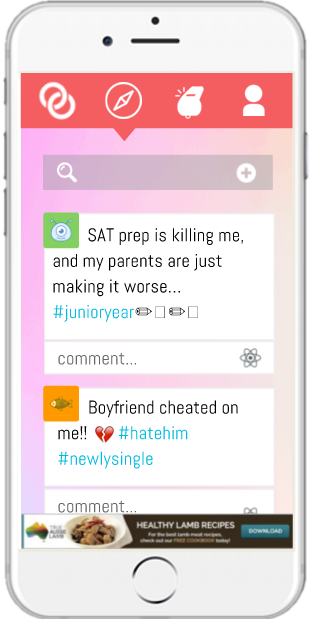 SAT prep is killing me,
and my parents are just
making it worse...
#junioryear✏️□✏️□
comment...
Boyfriend cheated on
me!! 💔 #hatehim
#newlysingle
comment...
TRUE
AUSSIE
LAMB
HEALTHY LAMB RECIPES
For the best lamb meat recipes,
check out our FREE COOKBOOK today!
DOWNLOAD